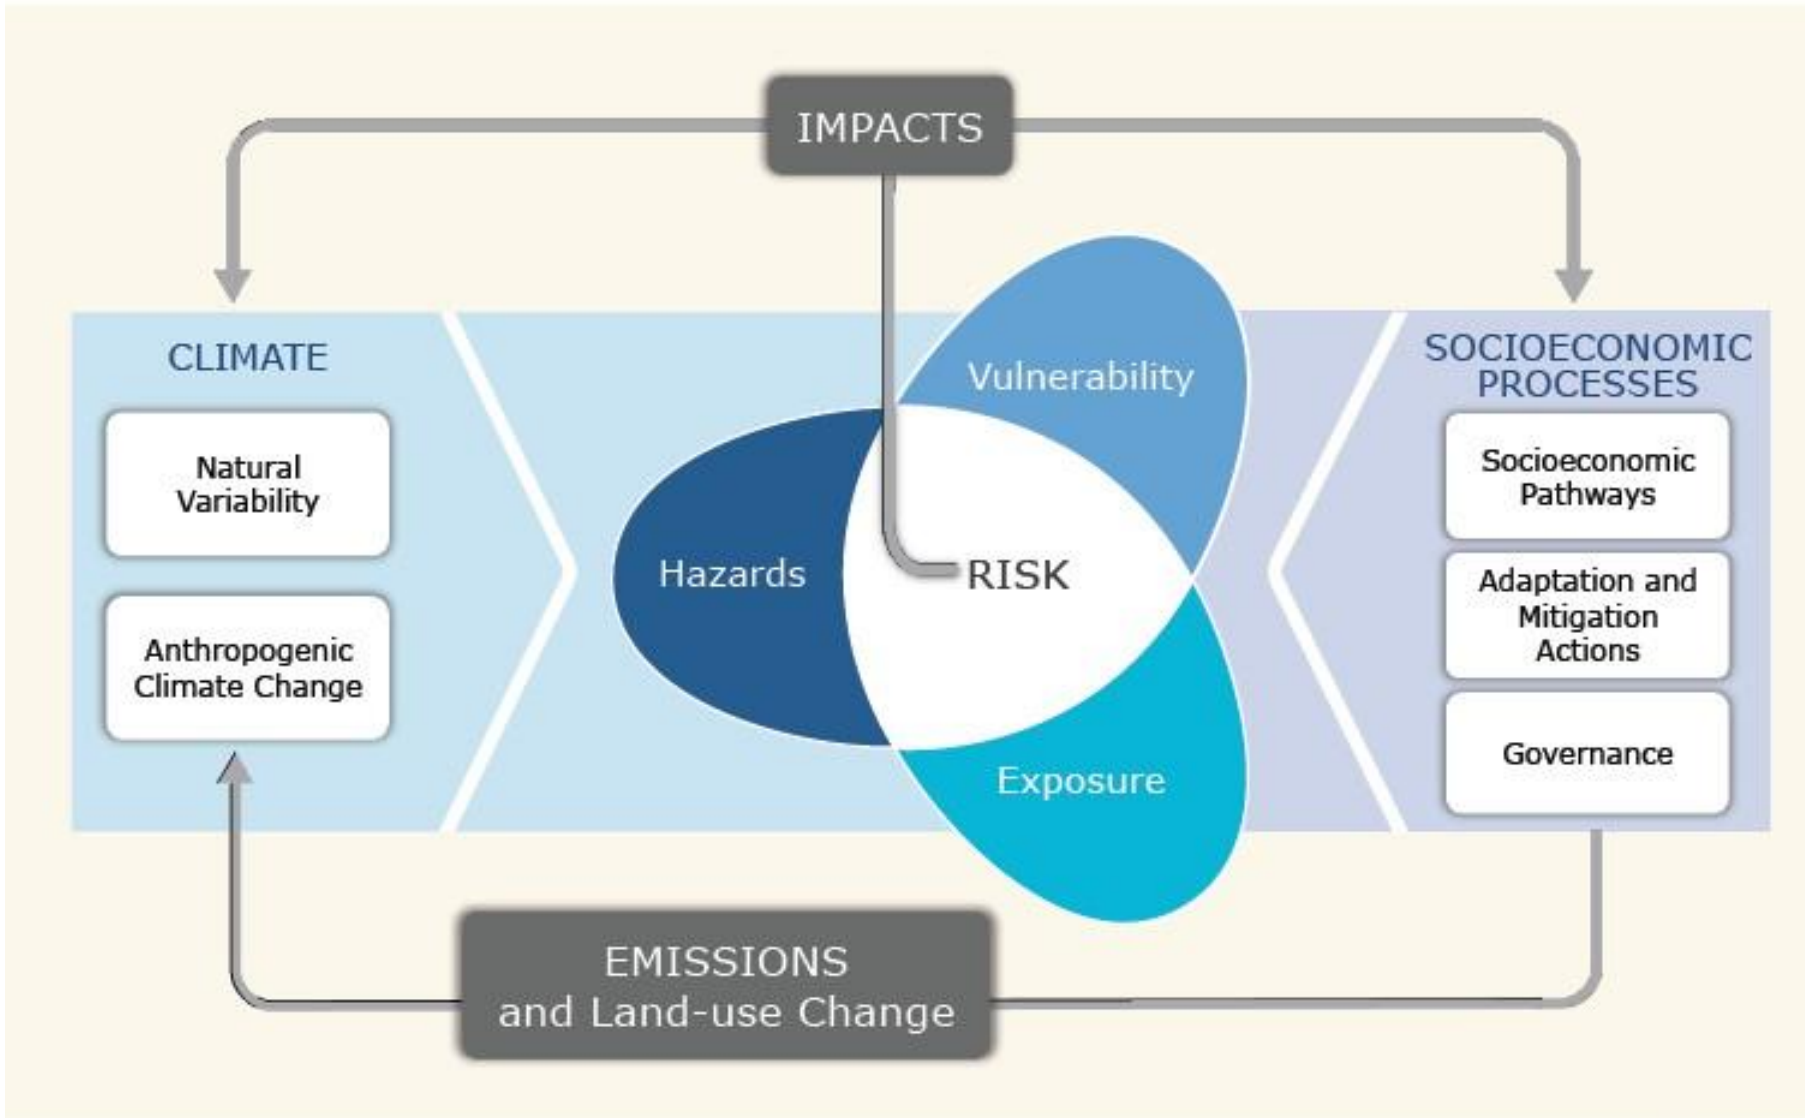 IMPACTS
CLIMATE
Natural
Variability
Anthropogenic
Climate Change
Vulnerability
Hazards
RISK
Exposure
SOCIOECONOMIC
PROCESSES
Socioeconomic
Pathways
Adaptation and
Mitigation
Actions
Governance
EMISSIONS
and Land-use Change